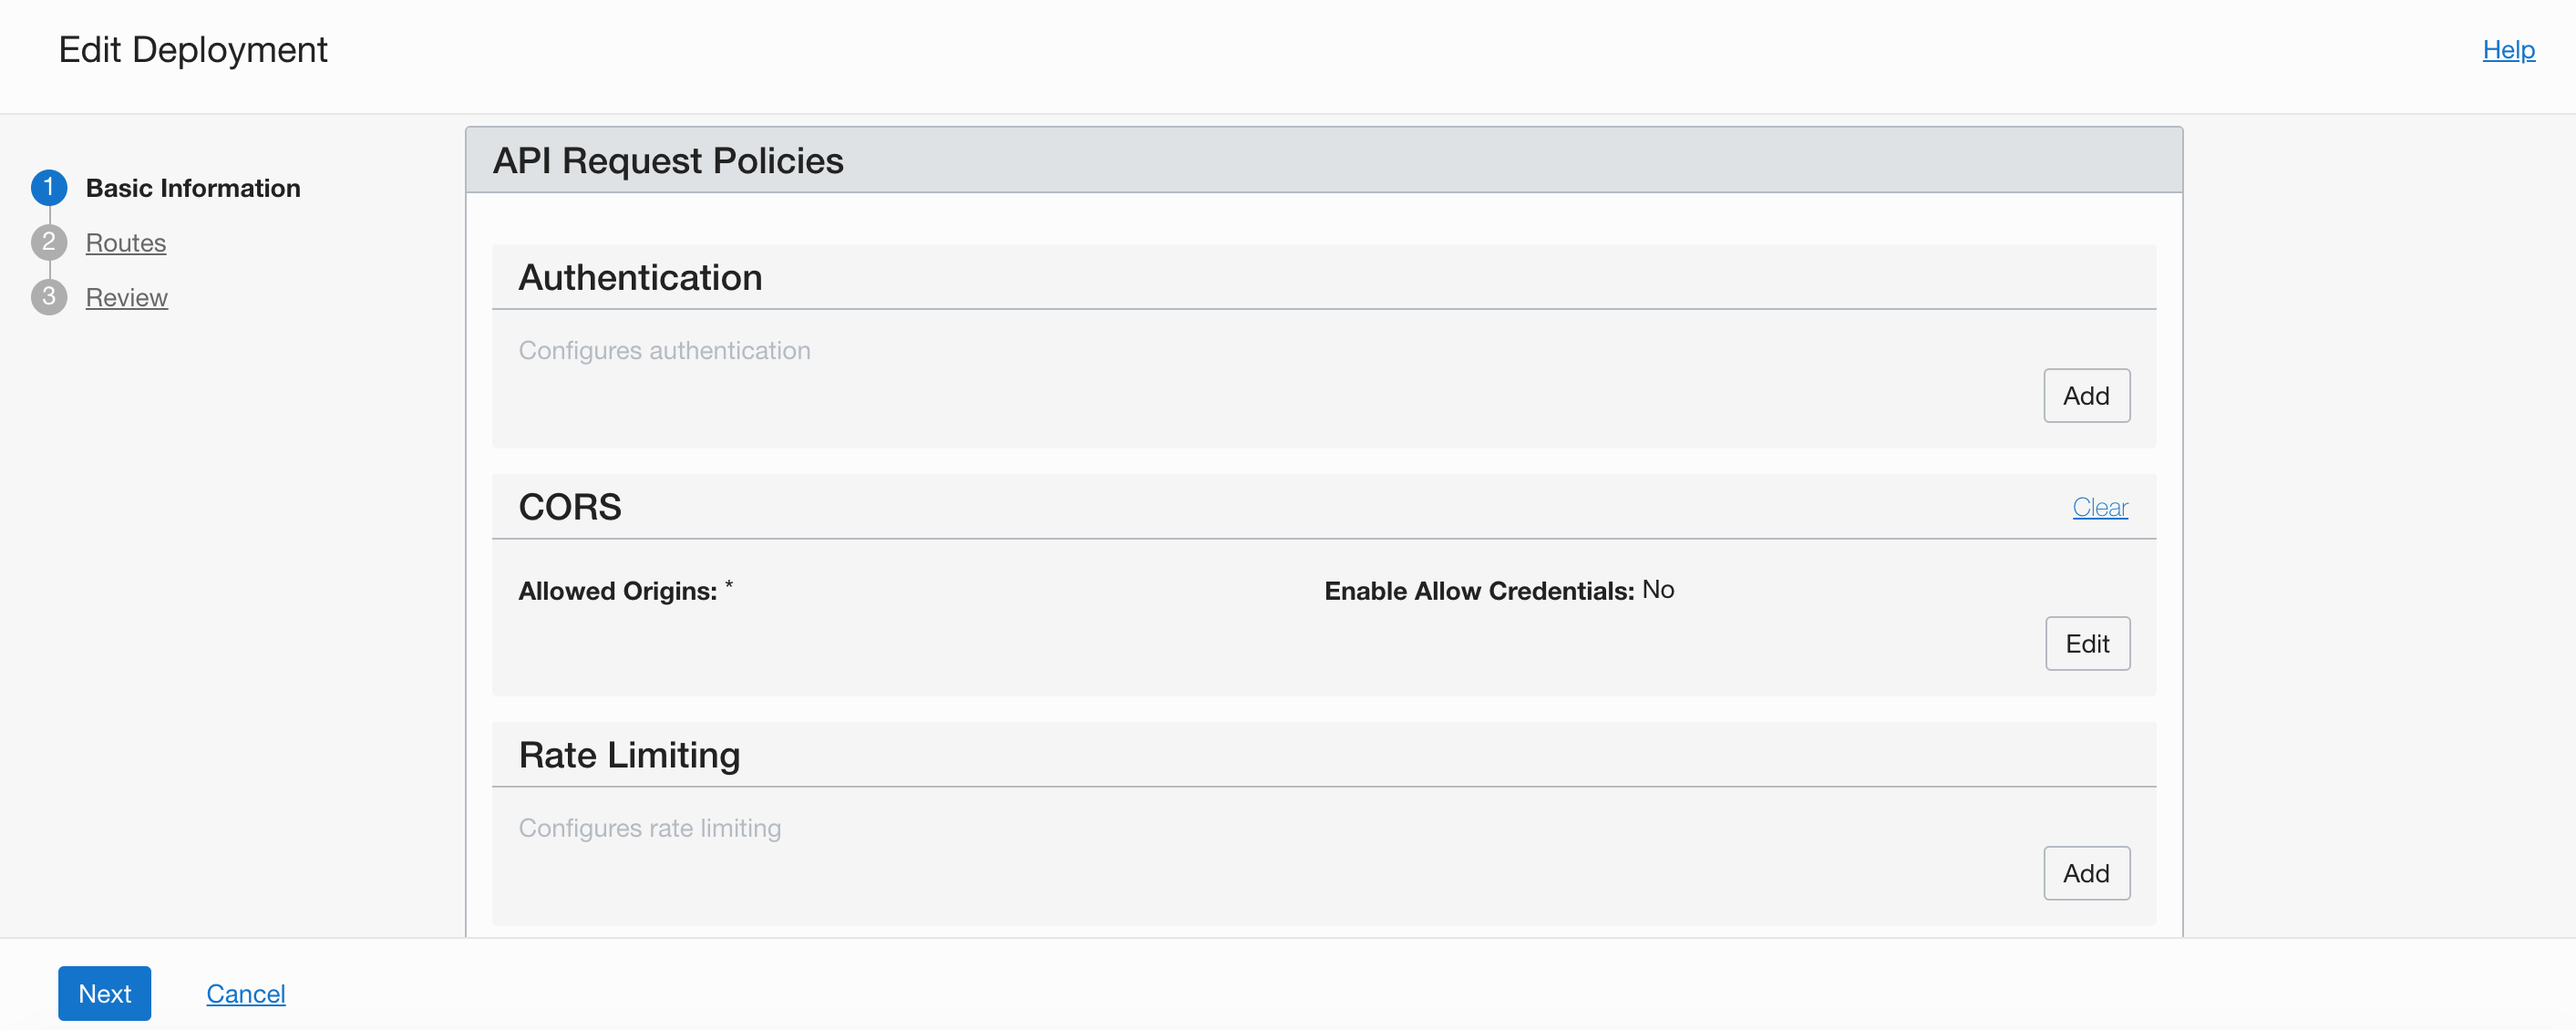 Edit Deployment
Help
1 Basic Information
2 Routes
3 Review
API Request Policies
Authentication
Configures authentication
Add
CORS
Clear
Allowed Origins: *
Enable Allow Credentials: No
Edit
Rate Limiting
Configures rate limiting
Add
Next
Cancel